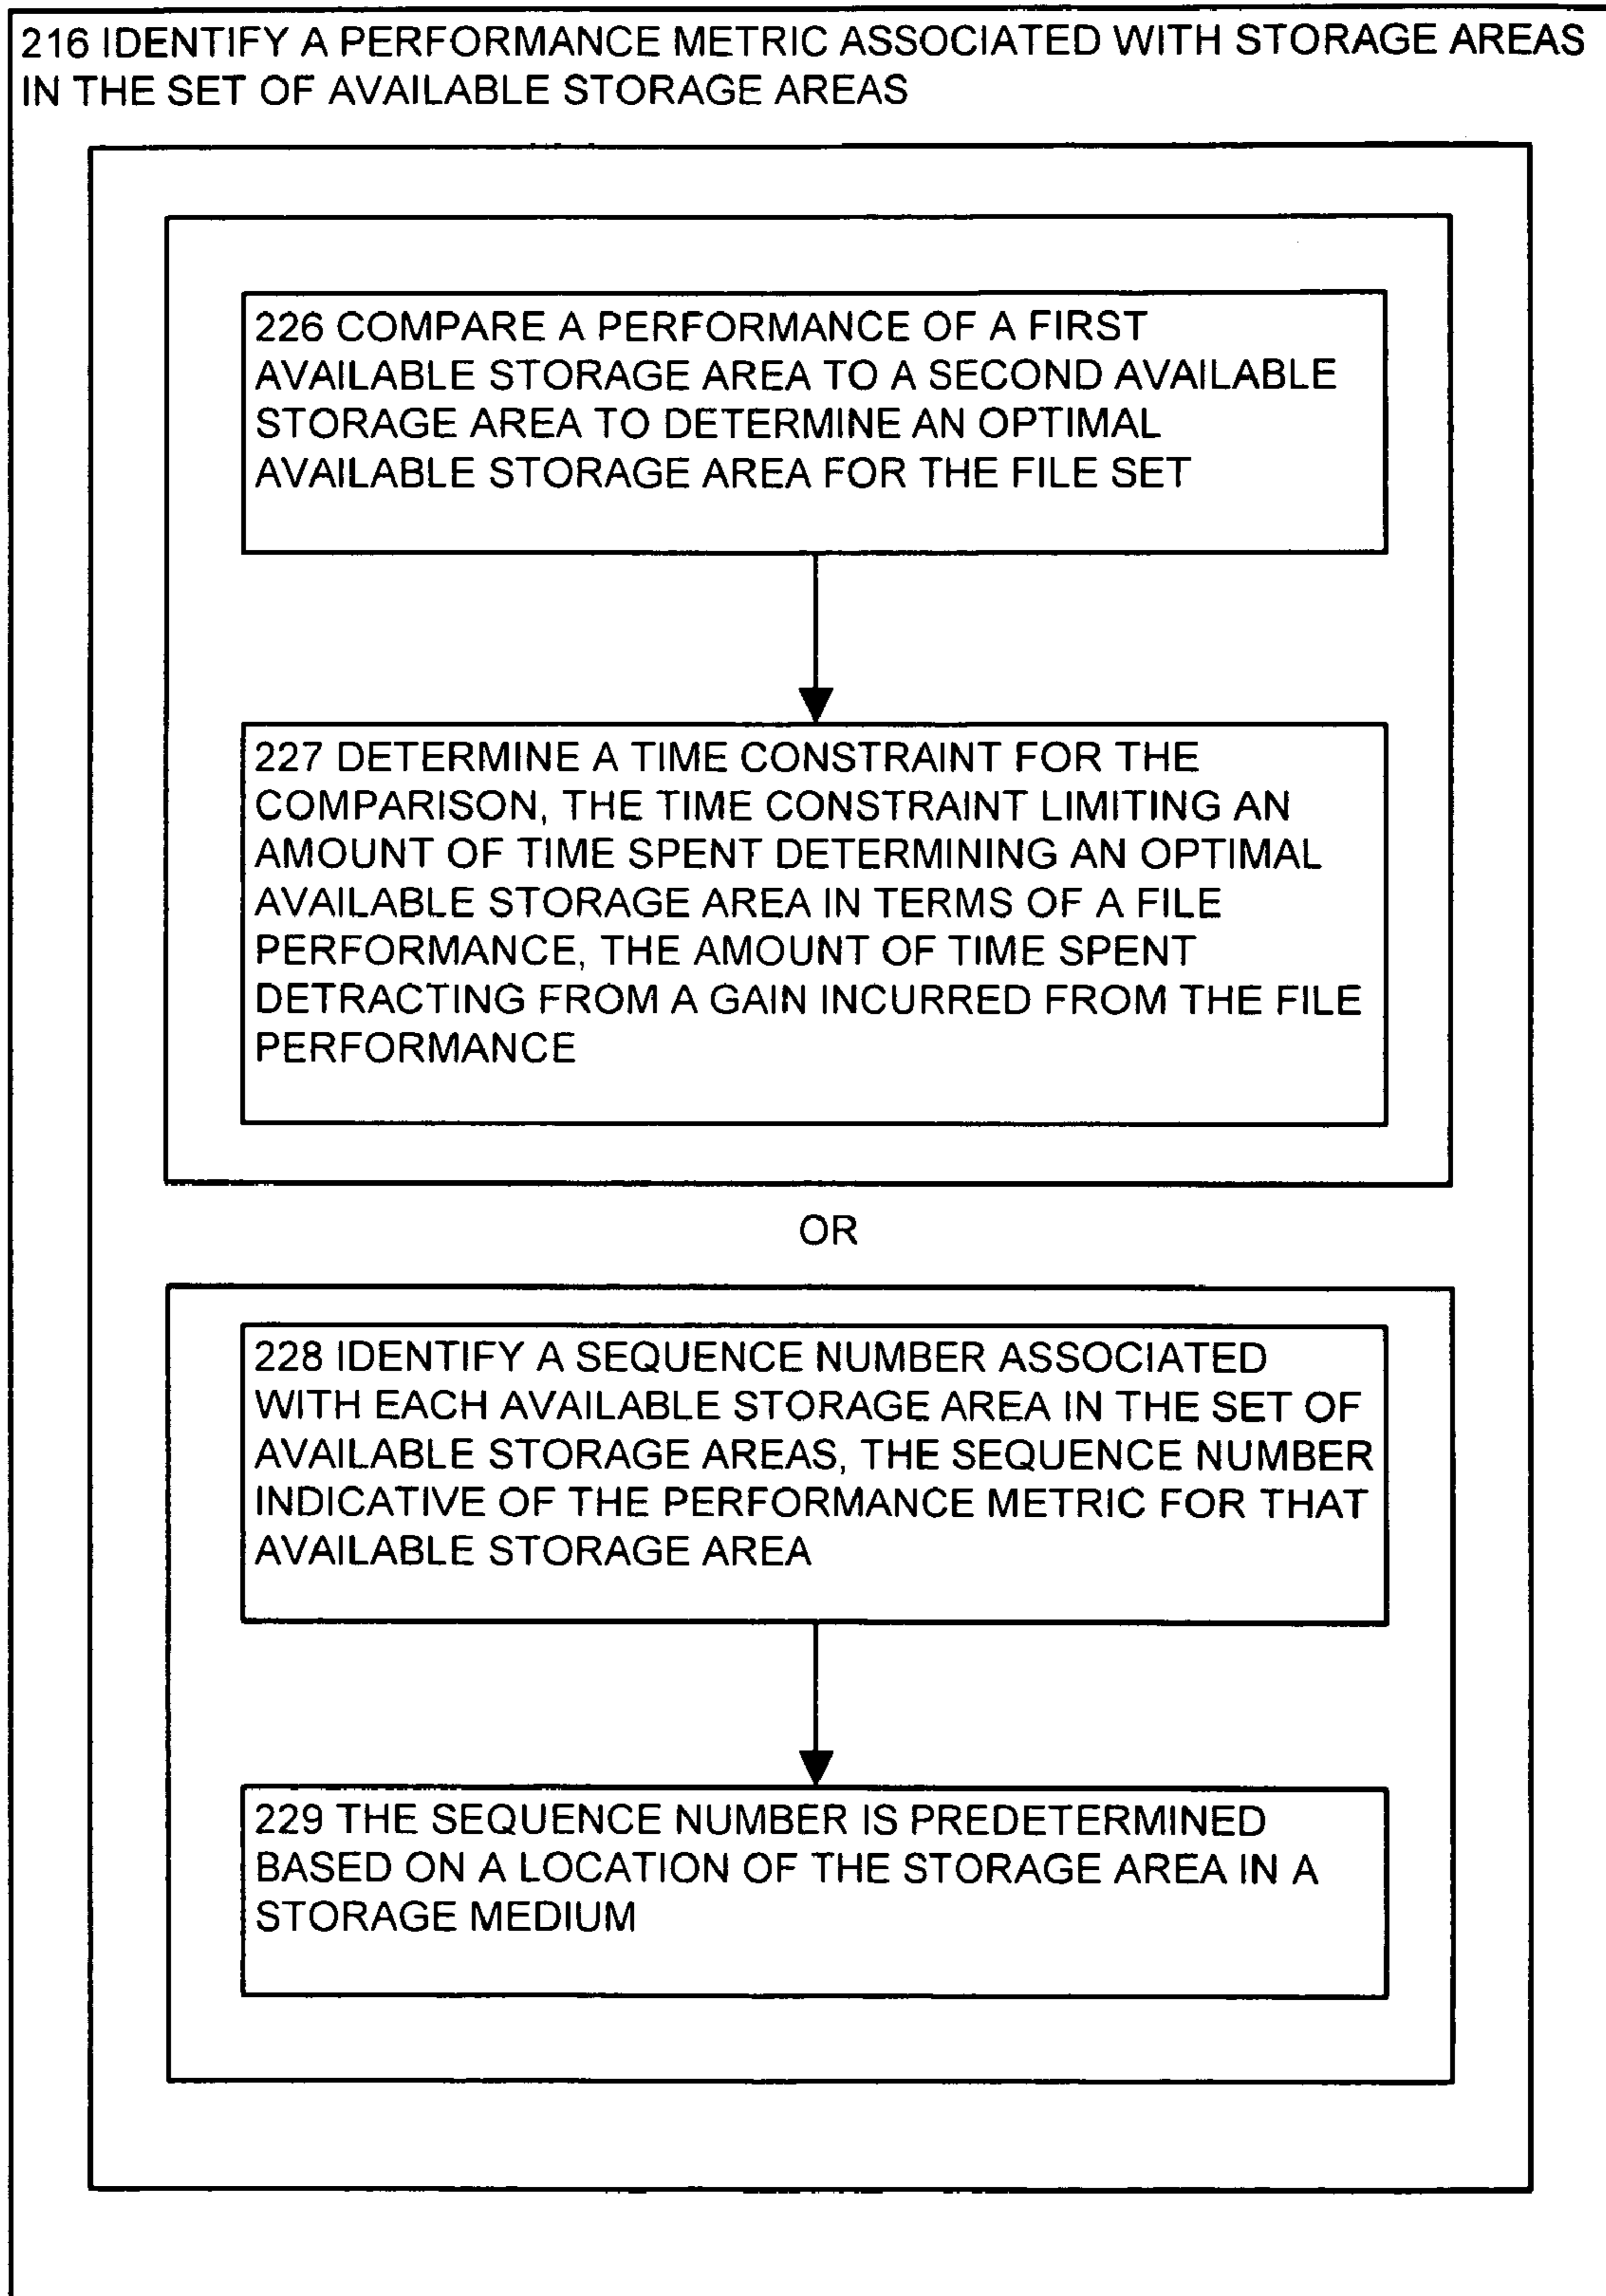 216 IDENTIFY A PERFORMANCE METRIC ASSOCIATED WITH STORAGE AREAS
IN THE SET OF AVAILABLE STORAGE AREAS
226 COMPARE A PERFORMANCE OF A FIRST
AVAILABLE STORAGE AREA TO A SECOND AVAILABLE
STORAGE AREA TO DETERMINE AN OPTIMAL
AVAILABLE STORAGE AREA FOR THE FILE SET
227 DETERMINE A TIME CONSTRAINT FOR THE
COMPARISON, THE TIME CONSTRAINT LIMITING AN
AMOUNT OF TIME SPENT DETERMINING AN OPTIMAL
AVAILABLE STORAGE AREA IN TERMS OF A FILE
PERFORMANCE, THE AMOUNT OF TIME SPENT
DETRACTING FROM A GAIN INCURRED FROM THE FILE
PERFORMANCE
OR
228 IDENTIFY A SEQUENCE NUMBER ASSOCIATED
WITH EACH AVAILABLE STORAGE AREA IN THE SET OF
AVAILABLE STORAGE AREAS, THE SEQUENCE NUMBER
INDICATIVE OF THE PERFORMANCE METRIC FOR THAT
AVAILABLE STORAGE AREA
229 THE SEQUENCE NUMBER IS PREDETERMINED
BASED ON A LOCATION OF THE STORAGE AREA IN A
STORAGE MEDIUM